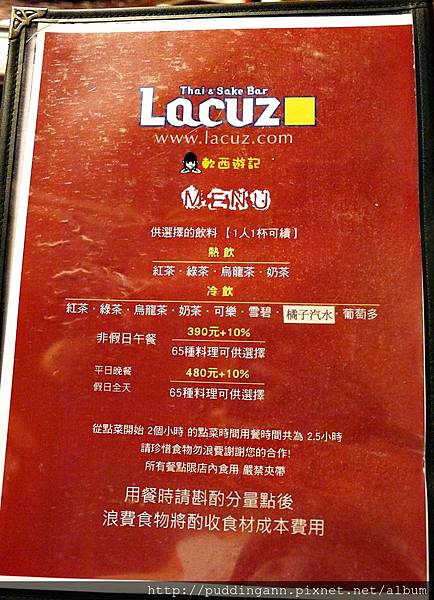 Thai & Sake Bar
Lacuz
www.lacuz.com
軟西遊記
MENU
供選擇的飲料 【1人1杯可續】
熱飲
紅茶·綠茶·烏龍茶·奶茶
冷飲
紅茶·綠茶·烏龍茶·奶茶·可樂·雪碧·橘子汽水·葡萄多
非假日午餐 390元+10%
65種料理可供選擇
平日晚餐 480元+10%
假日全天 65種料理可供選擇
從點菜開始 2個小時 的點菜時間用餐時間共為 2.5小時
請珍惜食物勿浪費謝謝您的合作!
所有餐點限店內食用 嚴禁夾帶
用餐時請斟酌分量點後
浪費食物將酌收食材成本費用
http://puddingann.pixnet.net/album